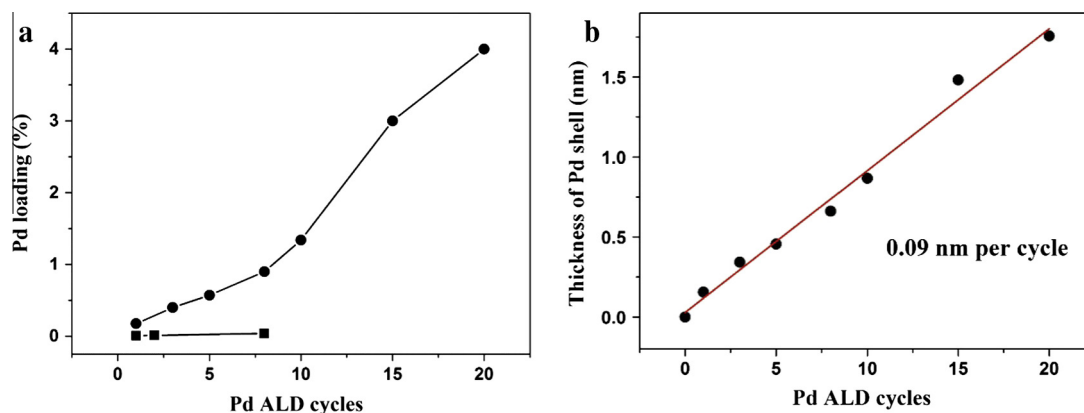 a
Pd loading (%)
4
3
2
1
0
0 5 10 15 20
Pd ALD cycles
b
Thickness of Pd shell (nm)
1.5
1.0
0.5
0.0
0.09 nm per cycle
0 5 10 15 20
Pd ALD cycles